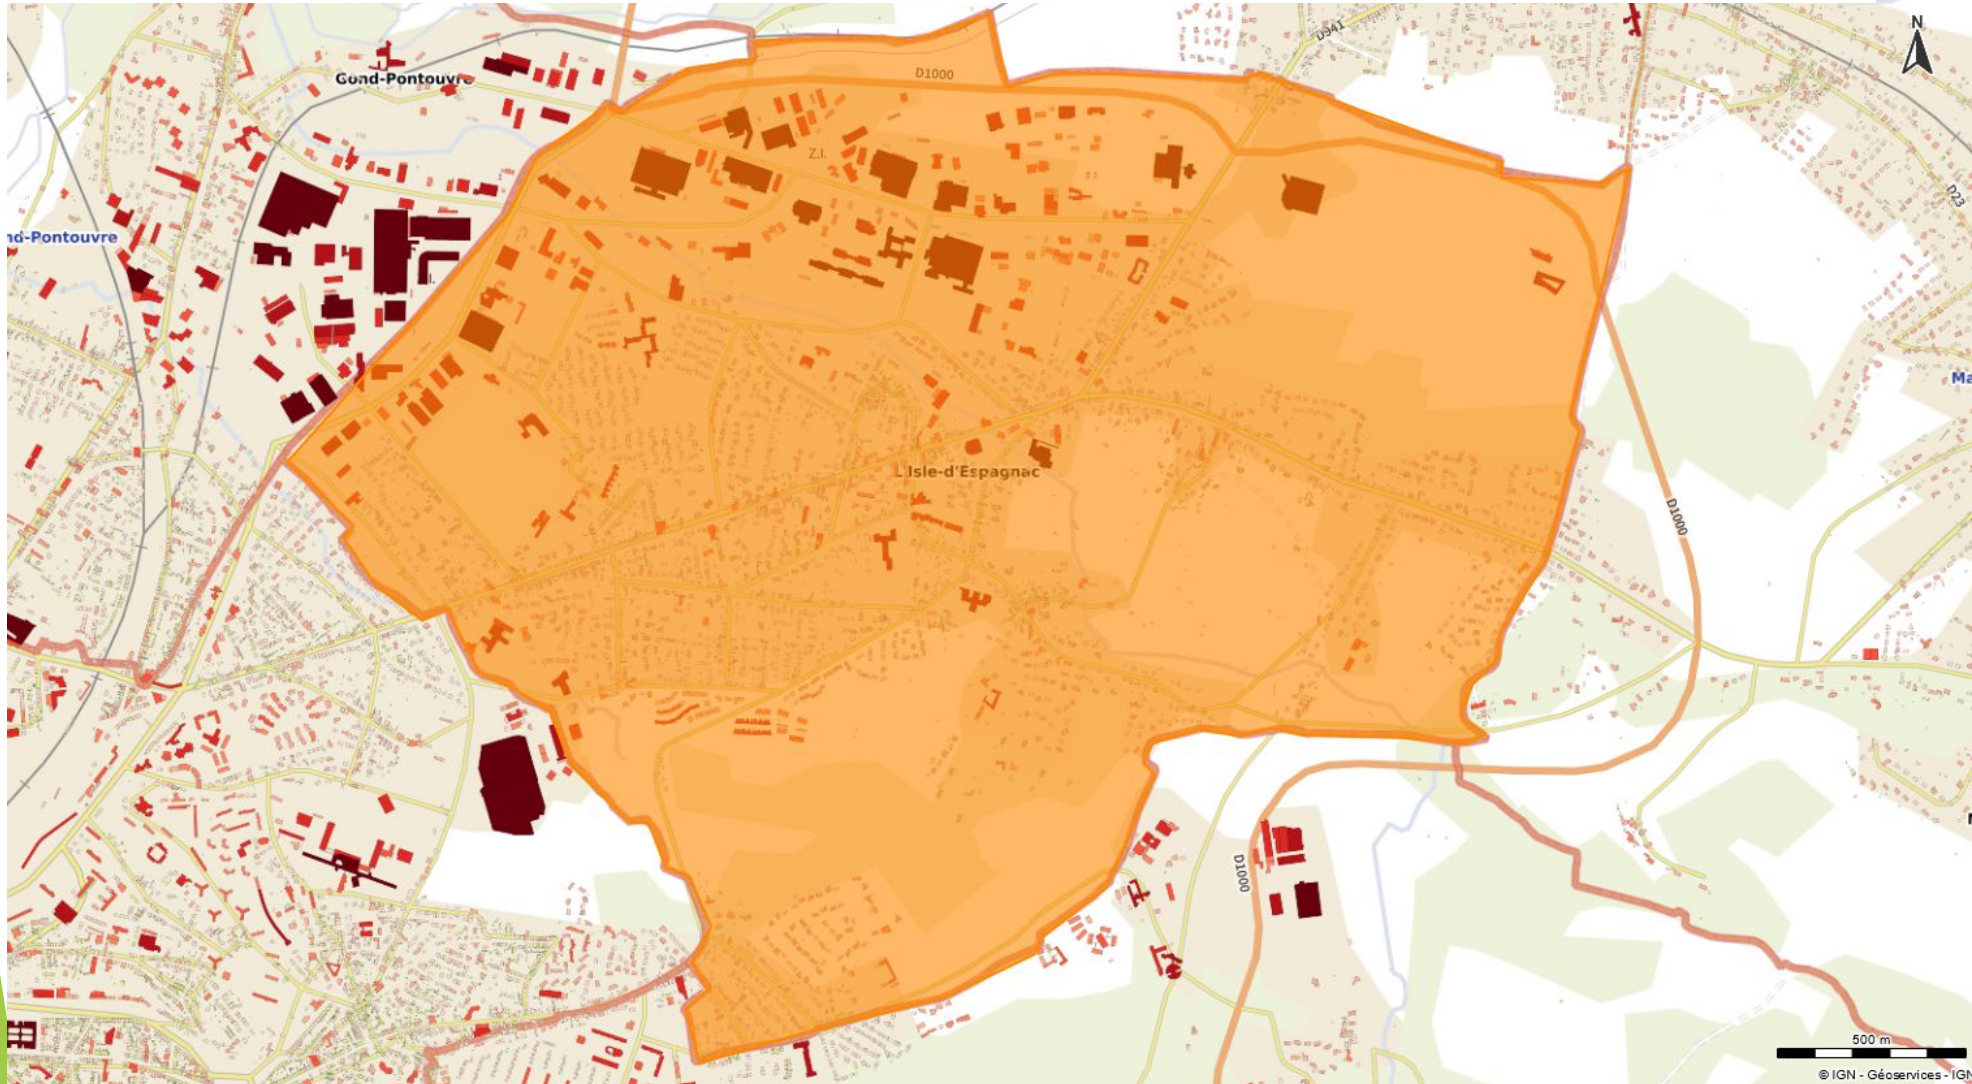 N
D941
Gond-Pontouvre
D1000
Z.I.
D23
nd-Pontouvre
Ma
L'Isle-d'Espagnac
D1000
D1000
500 m
© IGN - Géoservices - IGN